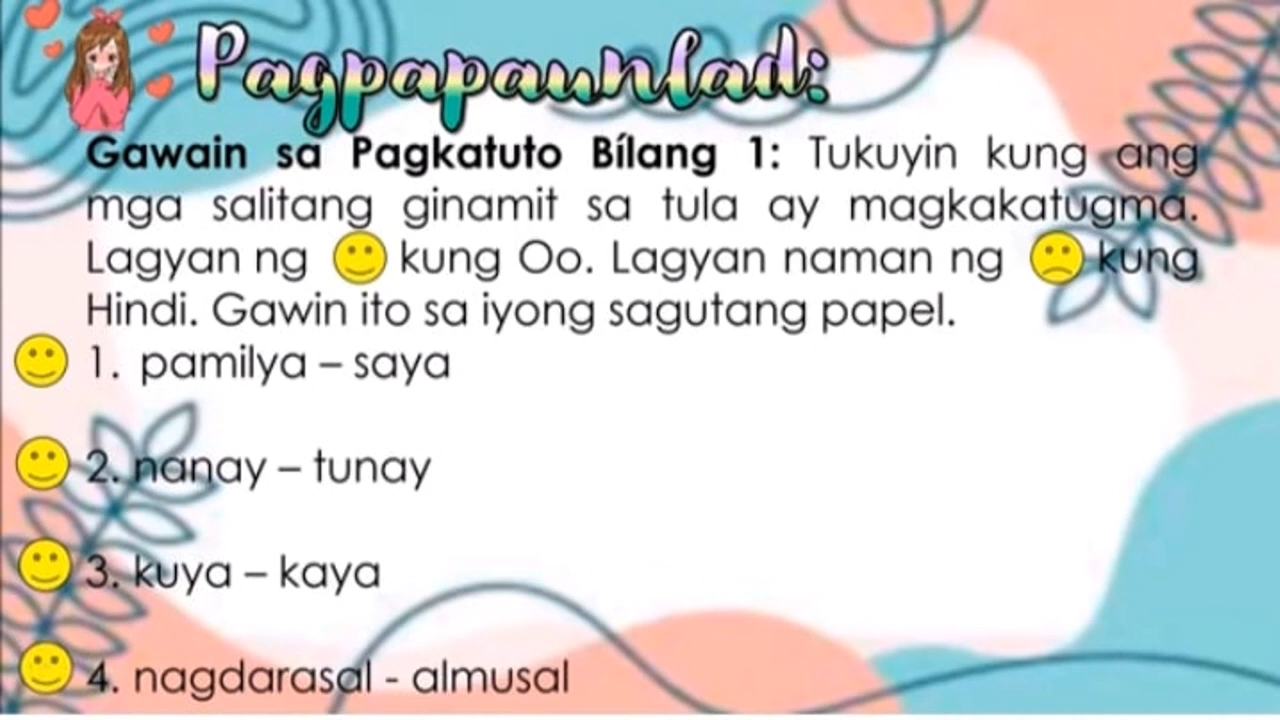 Pagpapaunlad:
Gawain sa Pagkatuto Bílang 1: Tukuyin kung ang
mga salitang ginamit sa tula ay magkakatugma.
Lagyan ng kung Oo. Lagyan naman ng kung
Hindi. Gawin ito sa iyong sagutang papel.
1. pamilya – saya
2. nanay – tunay
3. kuya – kaya
4. nagdarasal - almusal